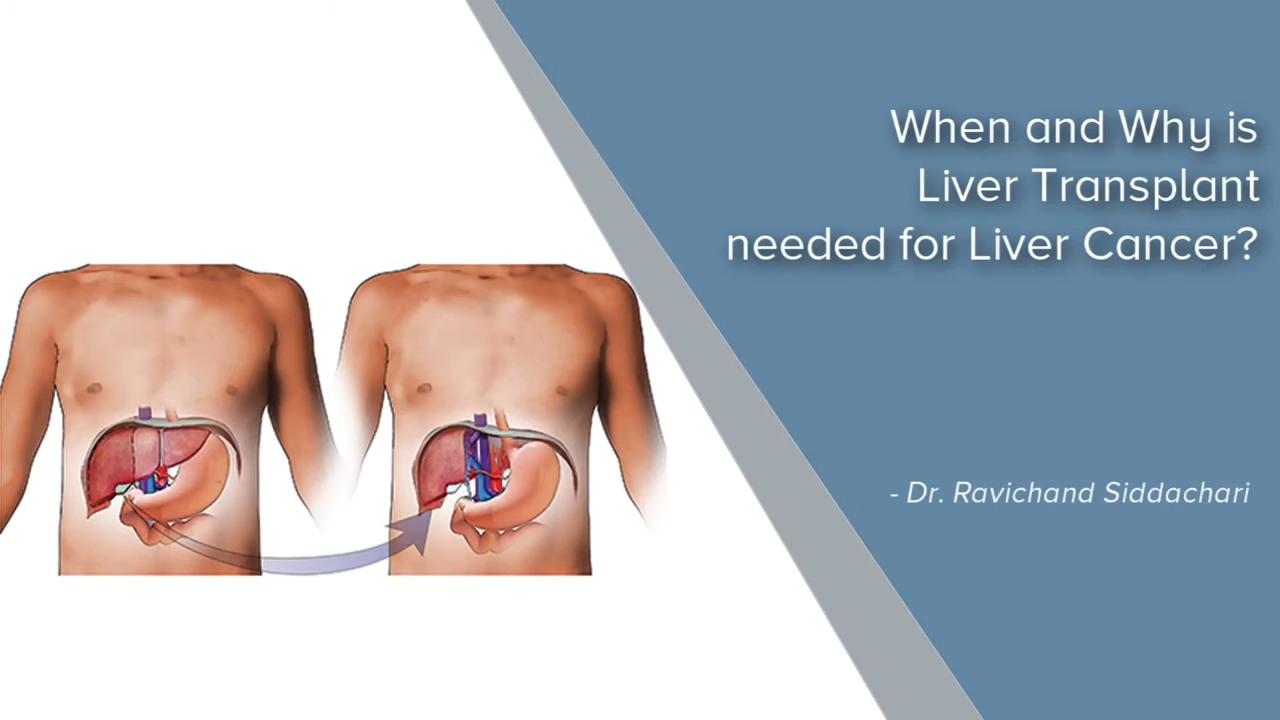 When and Why is
Liver Transplant
needed for Liver Cancer?
- Dr. Ravichand Siddachari